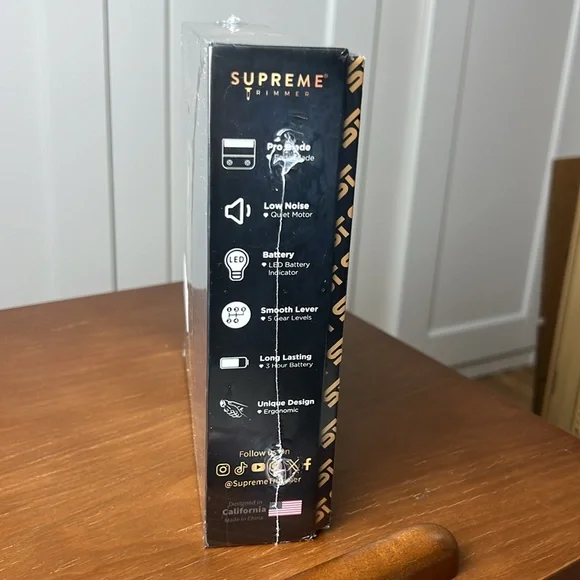 SUPREME
TRIMMER
Pro Blade
Low Noise
Quiet Motor
LED
Battery
LED Battery
Indicator
Smooth Lever
5 Gear Levels
Long Lasting
3 Hour Battery
Unique Design
Ergonomic
Follow us on
@SupremeTrimmer
Designed in
California
Made in China